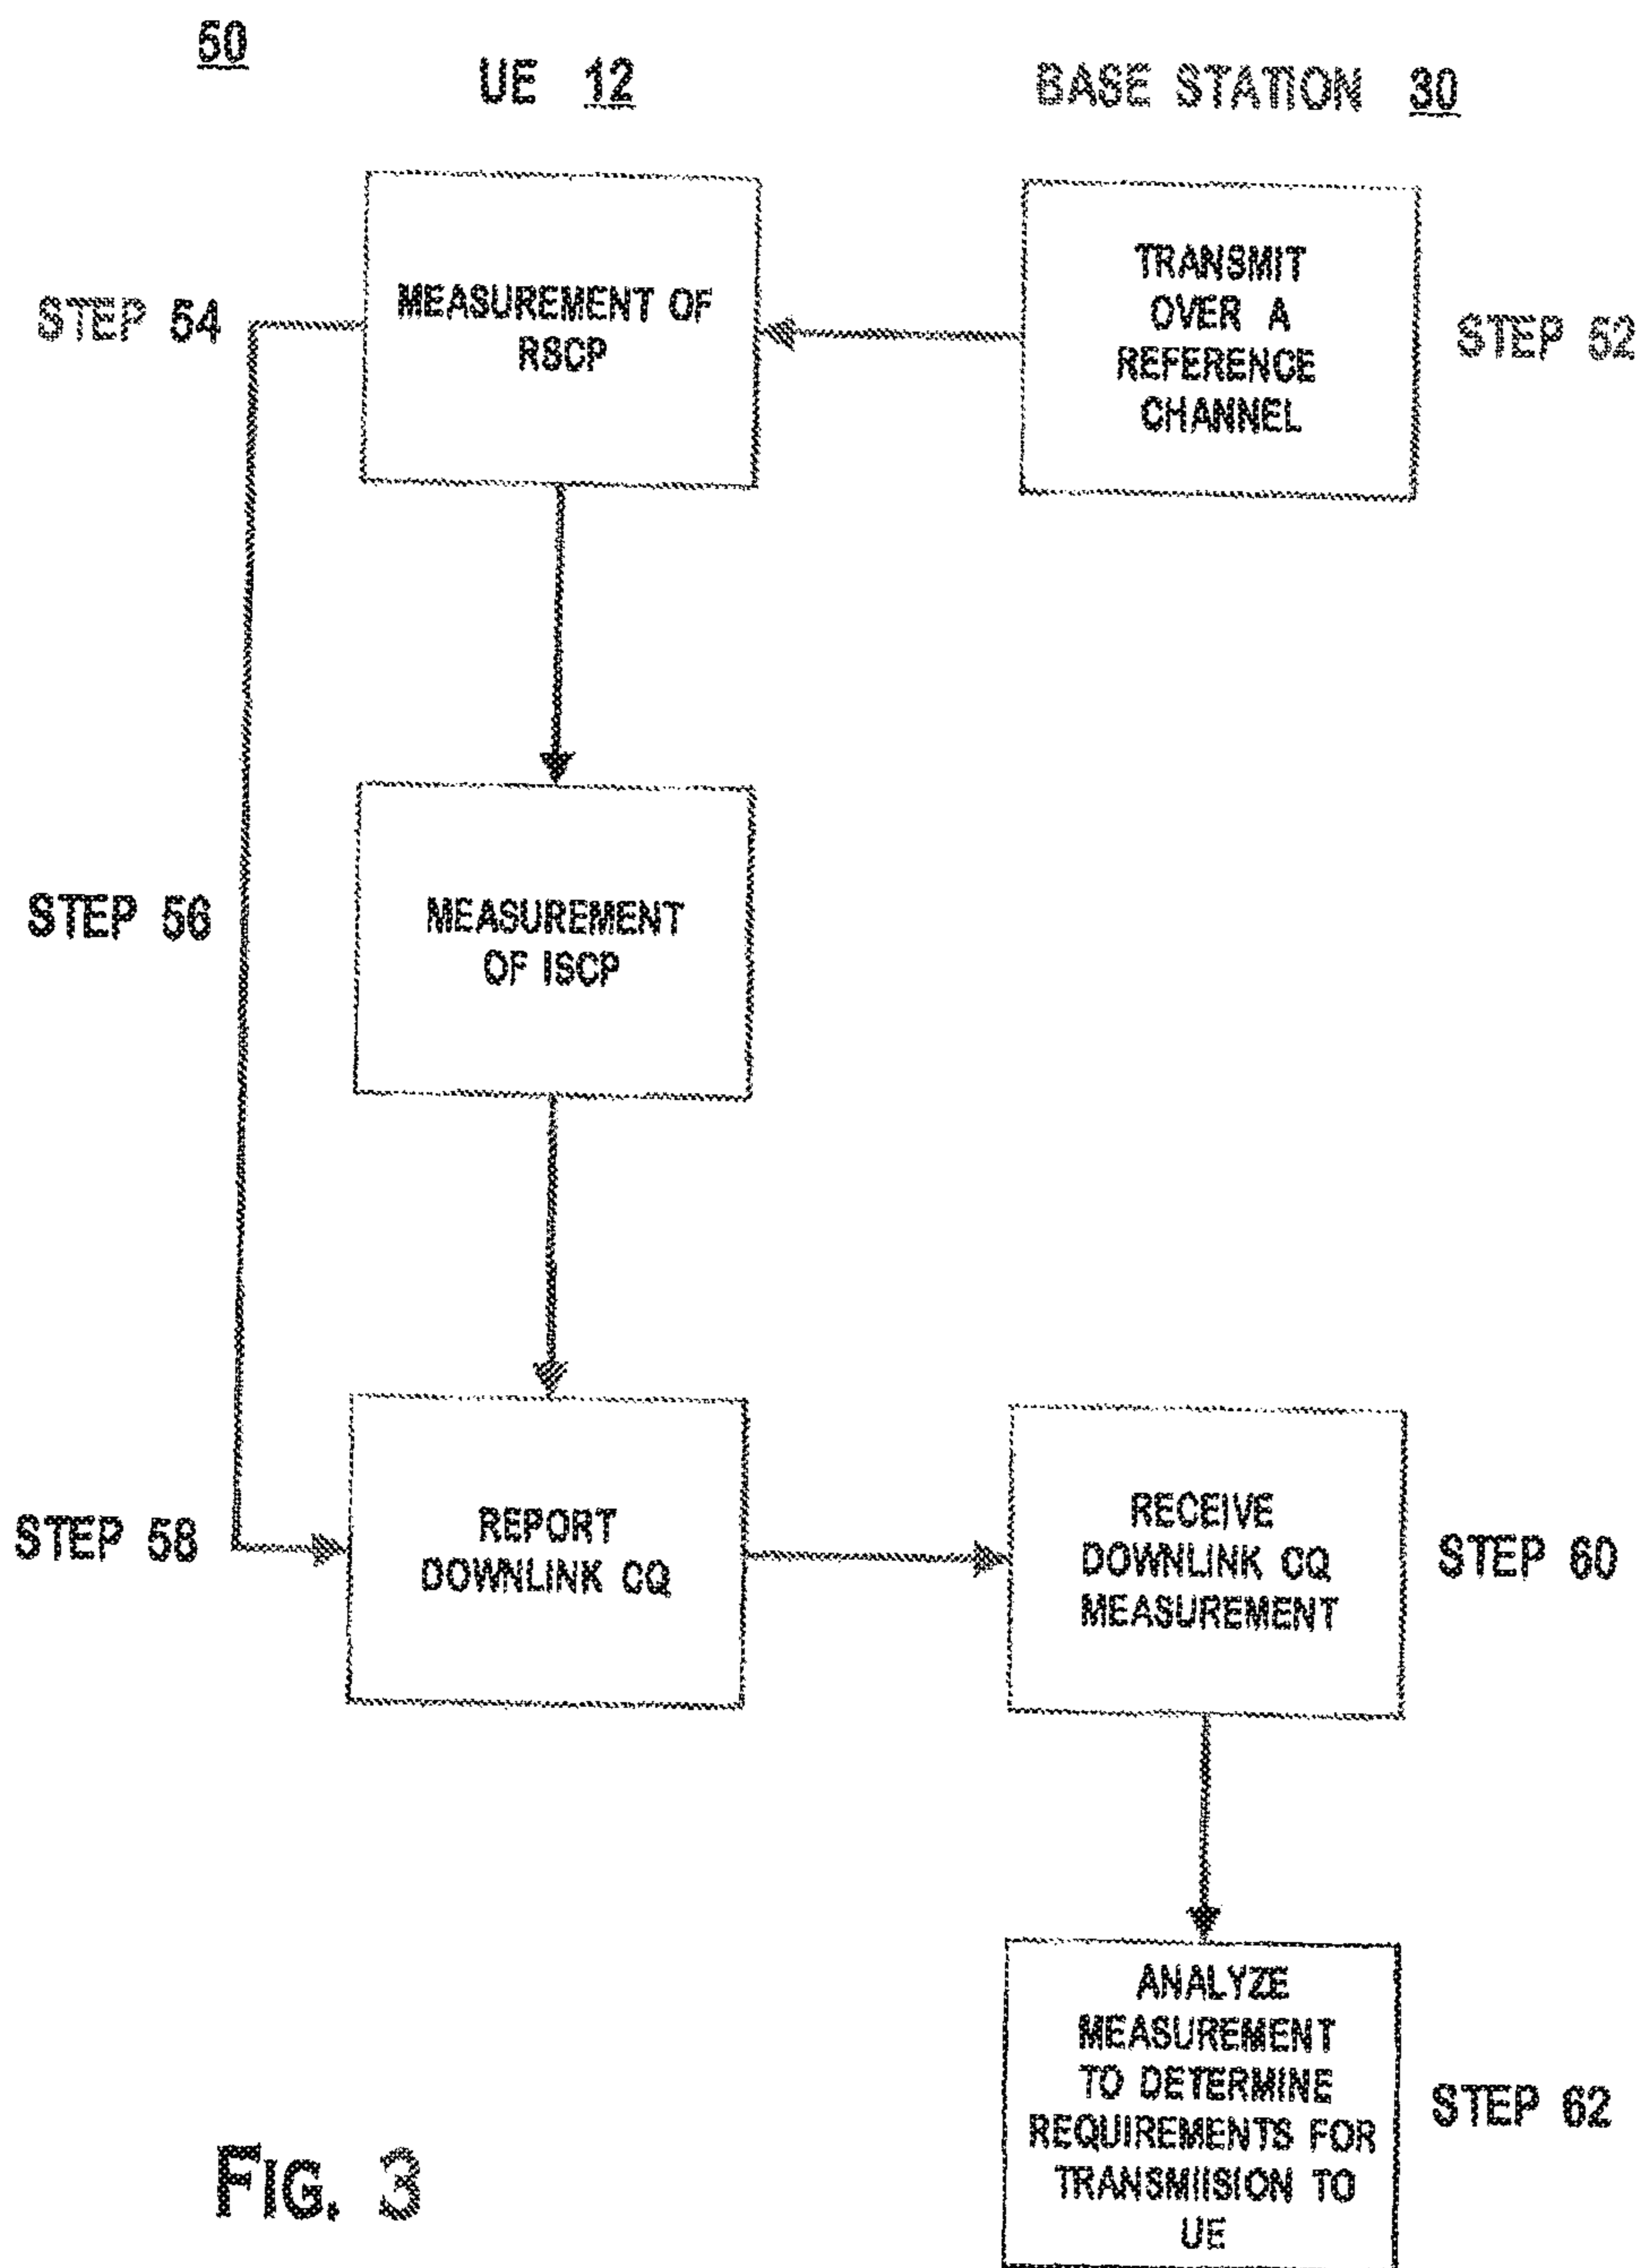 50
UE 12
BASE STATION 30
STEP 54
MEASUREMENT OF
RSCP
TRANSMIT
OVER A
REFERENCE
CHANNEL
STEP 52
STEP 56
MEASUREMENT
OF ISCP
STEP 58
REPORT
DOWNLINK CQ
RECEIVE
DOWNLINK CQ
MEASUREMENT
STEP 60
ANALYZE
MEASUREMENT
TO DETERMINE
REQUIREMENTS FOR
TRANSMIISION TO
UE
STEP 62
FIG. 3